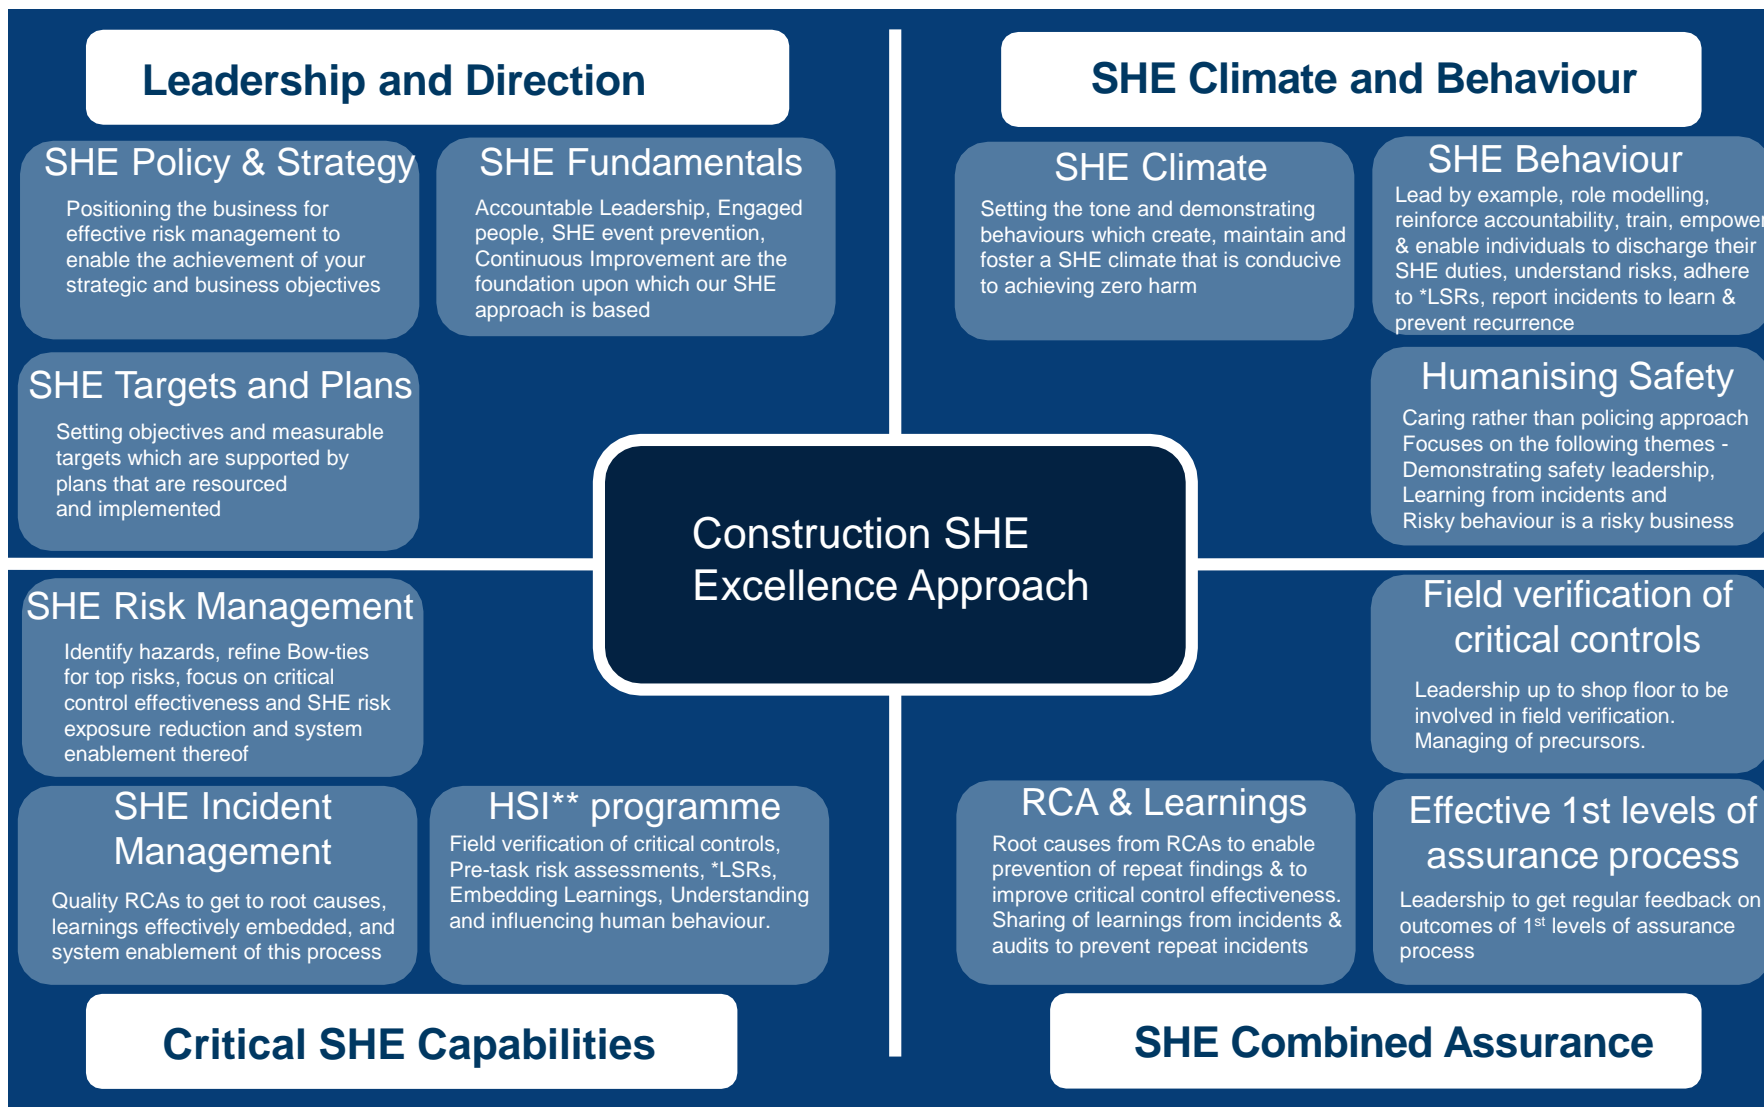 Leadership and Direction
SHE Policy & Strategy
Positioning the business for
effective risk management to
enable the achievement of your
strategic and business objectives
SHE Fundamentals
Accountable Leadership, Engaged
people, SHE event prevention,
Continuous Improvement are the
foundation upon which our SHE
approach is based
SHE Targets and Plans
Setting objectives and measurable
targets which are supported by
plans that are resourced
and implemented
SHE Climate and Behaviour
SHE Climate
Setting the tone and demonstrating
behaviours which create, maintain and
foster a SHE climate that is conducive
to achieving zero harm
SHE Behaviour
Lead by example, role modelling,
reinforce accountability, train, empower
& enable individuals to discharge their
SHE duties, understand risks, adhere
to *LSRs, report incidents to learn &
prevent recurrence
Humanising Safety
Caring rather than policing approach
Focuses on the following themes -
Demonstrating safety leadership,
Learning from incidents and
Risky behaviour is a risky business
Construction SHE
Excellence Approach
SHE Risk Management
Identify hazards, refine Bow-ties
for top risks, focus on critical
control effectiveness and SHE risk
exposure reduction and system
enablement thereof
SHE Incident
Management
Quality RCAs to get to root causes,
learnings effectively embedded, and
system enablement of this process
HSI** programme
Field verification of critical controls,
Pre-task risk assessments, *LSRs,
Embedding Learnings, Understanding
and influencing human behaviour.
Critical SHE Capabilities
Field verification of
critical controls
Leadership up to shop floor to be
involved in field verification.
Managing of precursors.
RCA & Learnings
Root causes from RCAs to enable
prevention of repeat findings & to
improve critical control effectiveness.
Sharing of learnings from incidents &
audits to prevent repeat incidents
Effective 1st levels of
assurance process
Leadership to get regular feedback on
outcomes of 1st levels of assurance
process
SHE Combined Assurance